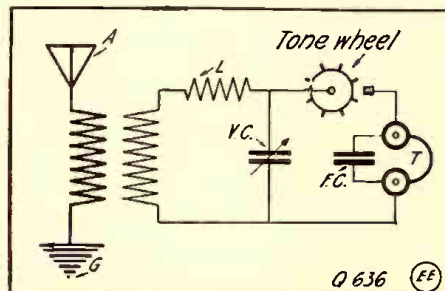 A
Tone wheel
L
V.C.
T
F.C.
G
Q 636 EE